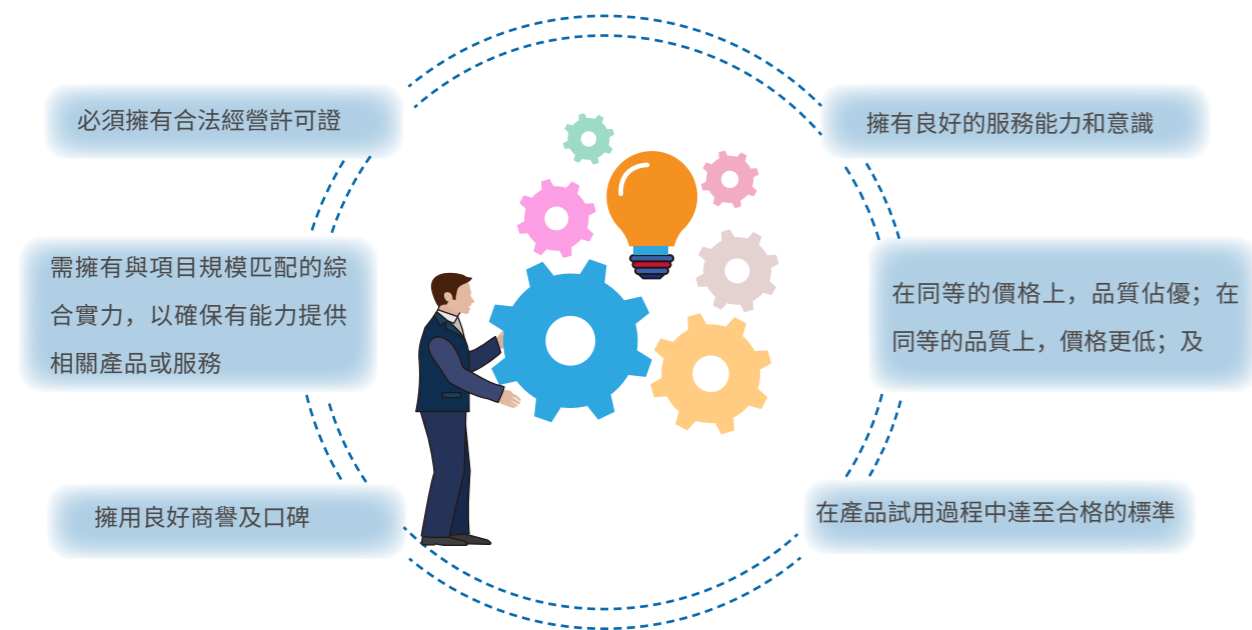 必須擁有合法經營許可證
需擁有與項目規模匹配的綜
合實力，以確保有能力提供
相關產品或服務
擁用良好商譽及口碑
擁有良好的服務能力和意識
在同等的價格上，品質佔優；在
同等的品質上，價格更低；及
在產品試用過程中達至合格的標準